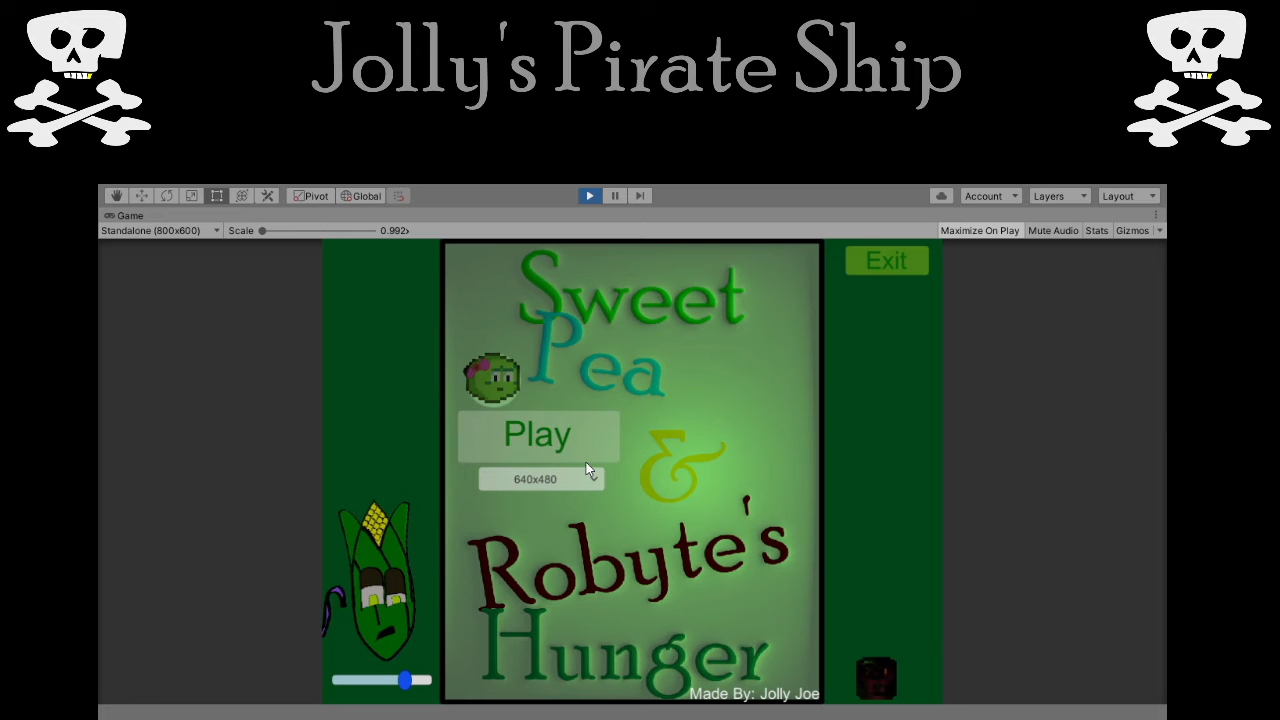 Jolly's Pirate Ship
Pivot Global Account Layers Layout
Game
Standalone (800x600) Scale 0.992x Maximize On Play Mute Audio Stats Gizmos
Exit
Sweet
Pea
Play
&
640x480
Robyte's
Hunger
Made By: Jolly Joe